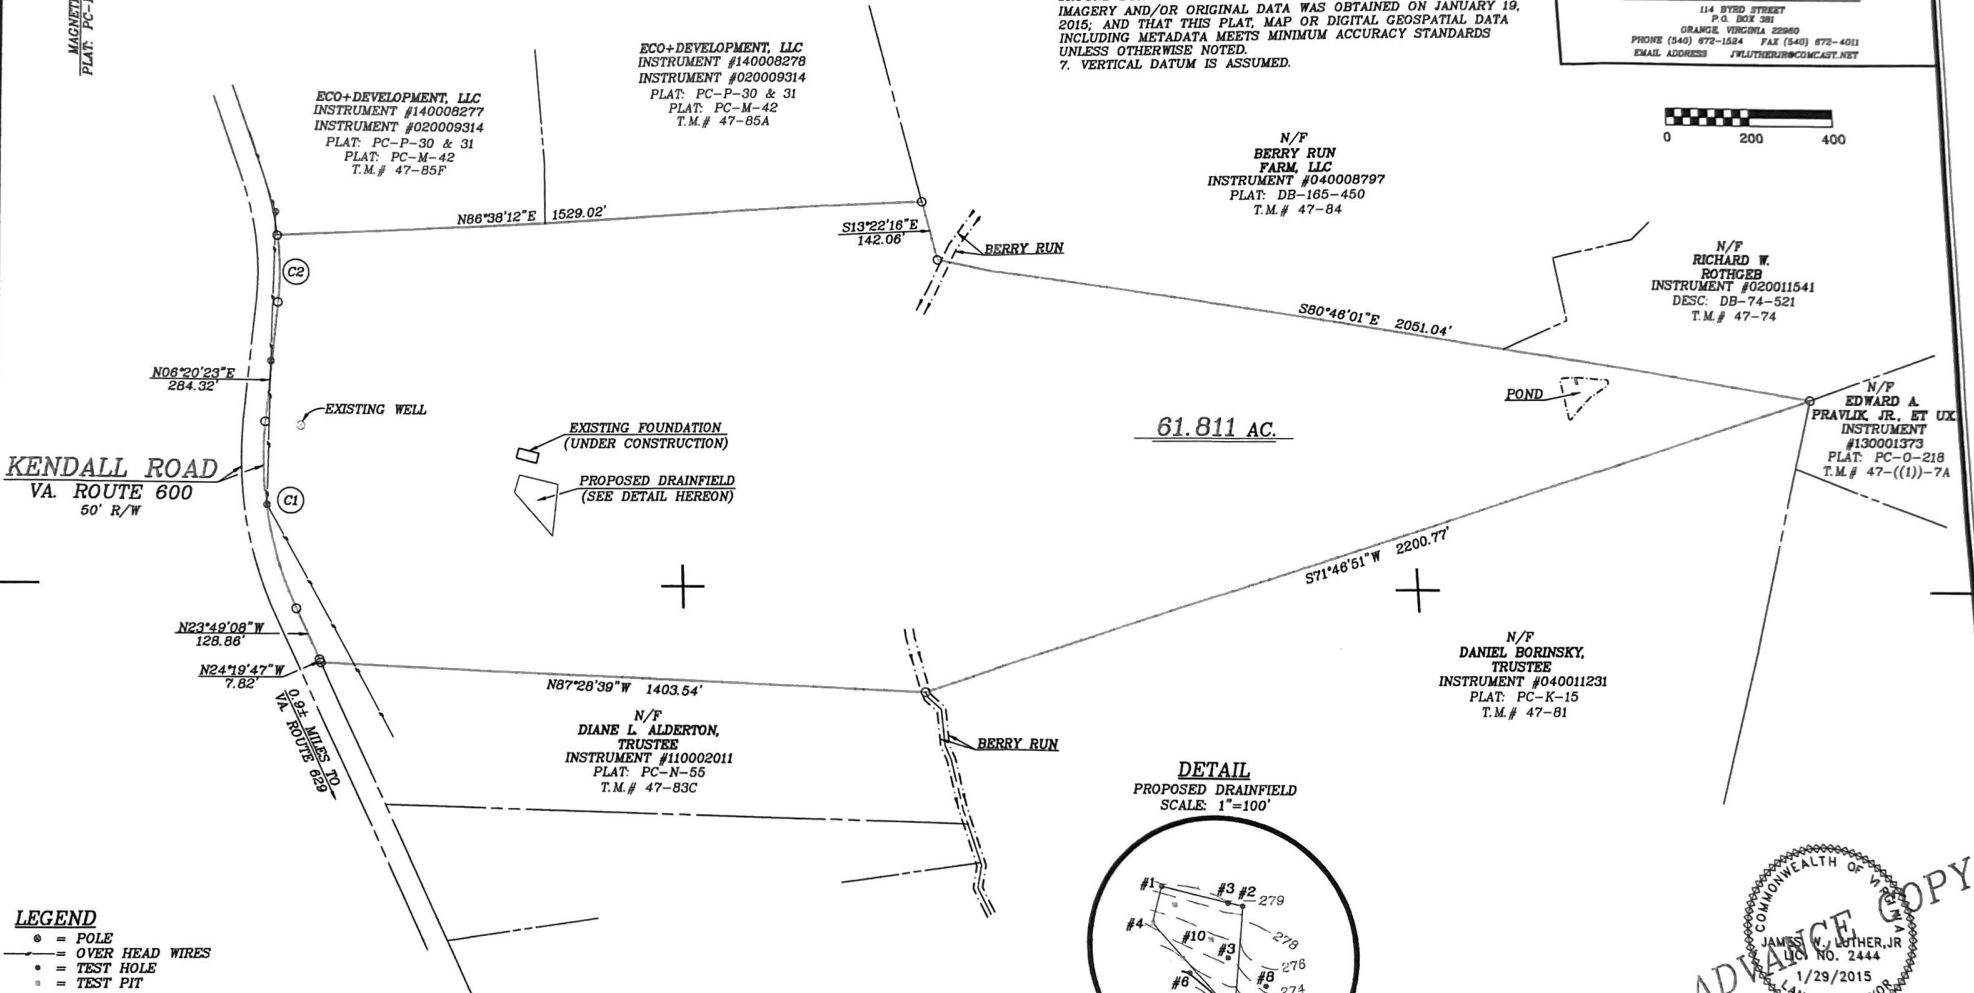 MAGNETIC
PLAT: PC-
IMAGERY AND/OR ORIGINAL DATA WAS OBTAINED ON JANUARY 19,
2015; AND THAT THIS PLAT, MAP OR DIGITAL GEOSPATIAL DATA
INCLUDING METADATA MEETS MINIMUM ACCURACY STANDARDS
UNLESS OTHERWISE NOTED.
7. VERTICAL DATUM IS ASSUMED.
114 BYRD STREET
P.O. BOX 381
ORANGE, VIRGINIA 22960
PHONE (540) 672-1524 FAX (540) 672-4011
EMAIL ADDRESS JWLUTHERJR@COMCAST.NET
0 200 400
ECO+DEVELOPMENT, LLC
INSTRUMENT #140008277
INSTRUMENT #020009314
PLAT: PC-P-30 & 31
PLAT: PC-M-42
T.M.# 47-85F
ECO+DEVELOPMENT, LLC
INSTRUMENT #140008278
INSTRUMENT #020009314
PLAT: PC-P-30 & 31
PLAT: PC-M-42
T.M.# 47-85A
N/F
BERRY RUN
FARM, LLC
INSTRUMENT #040008797
PLAT: DB-165-450
T.M.# 47-84
N/F
RICHARD W.
ROTHGEB
INSTRUMENT #020011541
DESC: DB-74-521
T.M.# 47-74
N86°38'12"E 1529.02'
S13°22'16"E
142.06'
BERRY RUN
S80°46'01"E 2051.04'
C2
N06°20'23"E
284.32'
EXISTING WELL
EXISTING FOUNDATION
(UNDER CONSTRUCTION)
PROPOSED DRAINFIELD
(SEE DETAIL HEREON)
61.811 AC.
POND
N/F
EDWARD A.
PRAVLIK, JR., ET UX
INSTRUMENT
#130001373
PLAT: PC-O-218
T.M.# 47-((1))-7A
KENDALL ROAD
VA. ROUTE 600
50' R/W
C1
S71°46'51"W 2200.77'
N23°49'08"W
128.86'
N24°19'47"W
7.82'
N87°28'39"W 1403.54'
0.9± MILES TO
VA. ROUTE 629
N/F
DIANE L. ALDERTON,
TRUSTEE
INSTRUMENT #110002011
PLAT: PC-N-55
T.M.# 47-83C
BERRY RUN
N/F
DANIEL BORINSKY,
TRUSTEE
INSTRUMENT #040011231
PLAT: PC-K-15
T.M.# 47-81
DETAIL
PROPOSED DRAINFIELD
SCALE: 1"=100'
#1 #3 #2 279
#4 #10 #3 278
276
#6 #8 274
LEGEND
= POLE
= OVER HEAD WIRES
= TEST HOLE
= TEST PIT
COMMONWEALTH OF VIRGINIA
JAMES W. LUTHER, JR
LIC. NO. 2444
1/29/2015
ADVANCE COPY